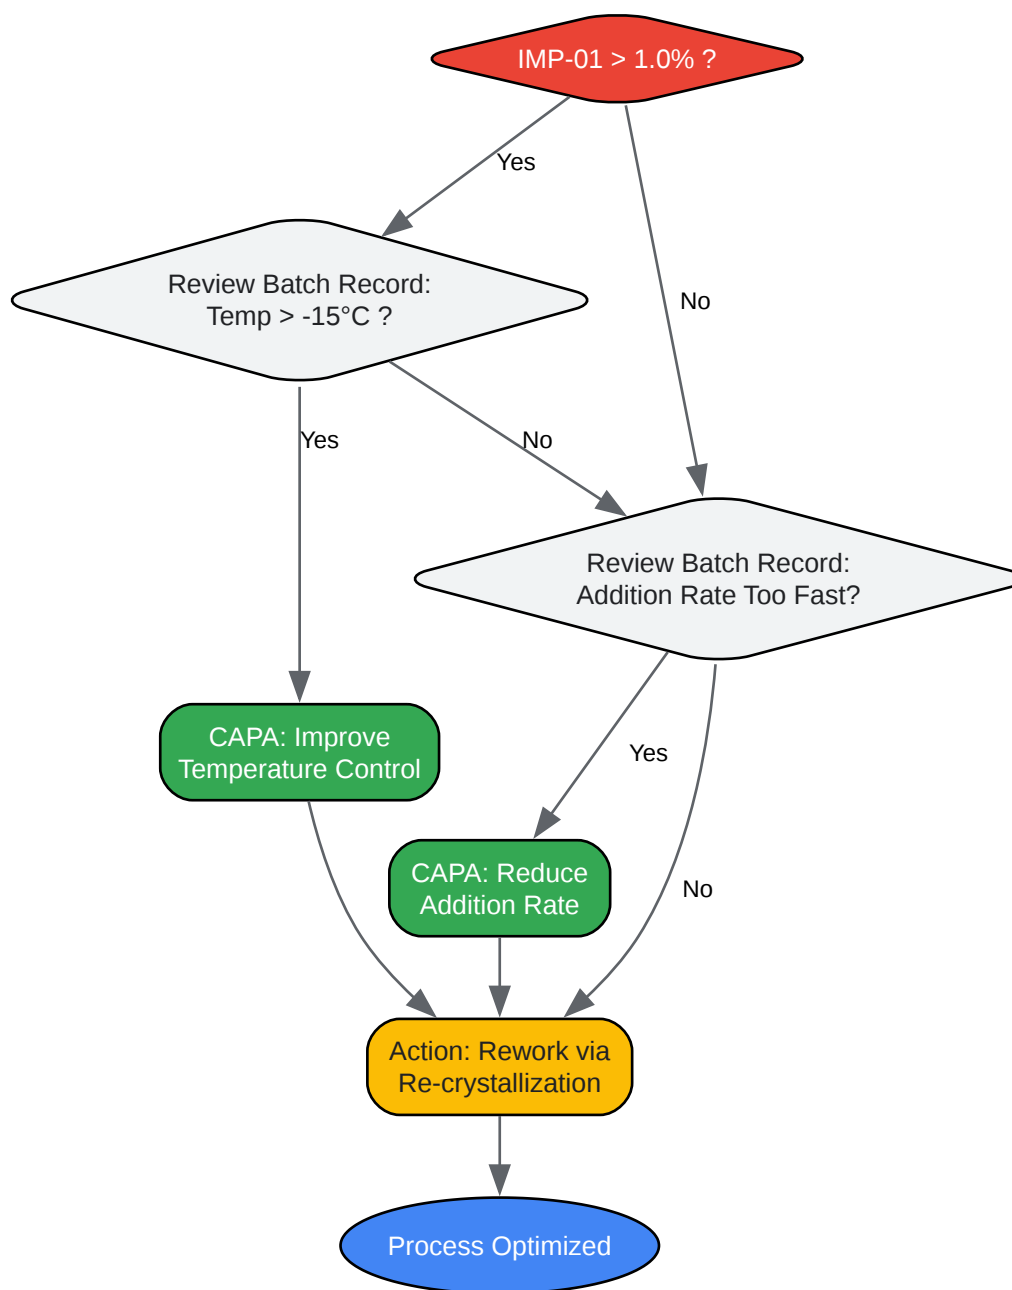 IMP-01 > 1.0% ?
Yes
Review Batch Record:
Temp > -15°C ?
No
Yes
No
Review Batch Record:
Addition Rate Too Fast?
CAPA: Improve
Temperature Control
Yes
CAPA: Reduce
Addition Rate
No
Action: Rework via
Re-crystallization
Process Optimized